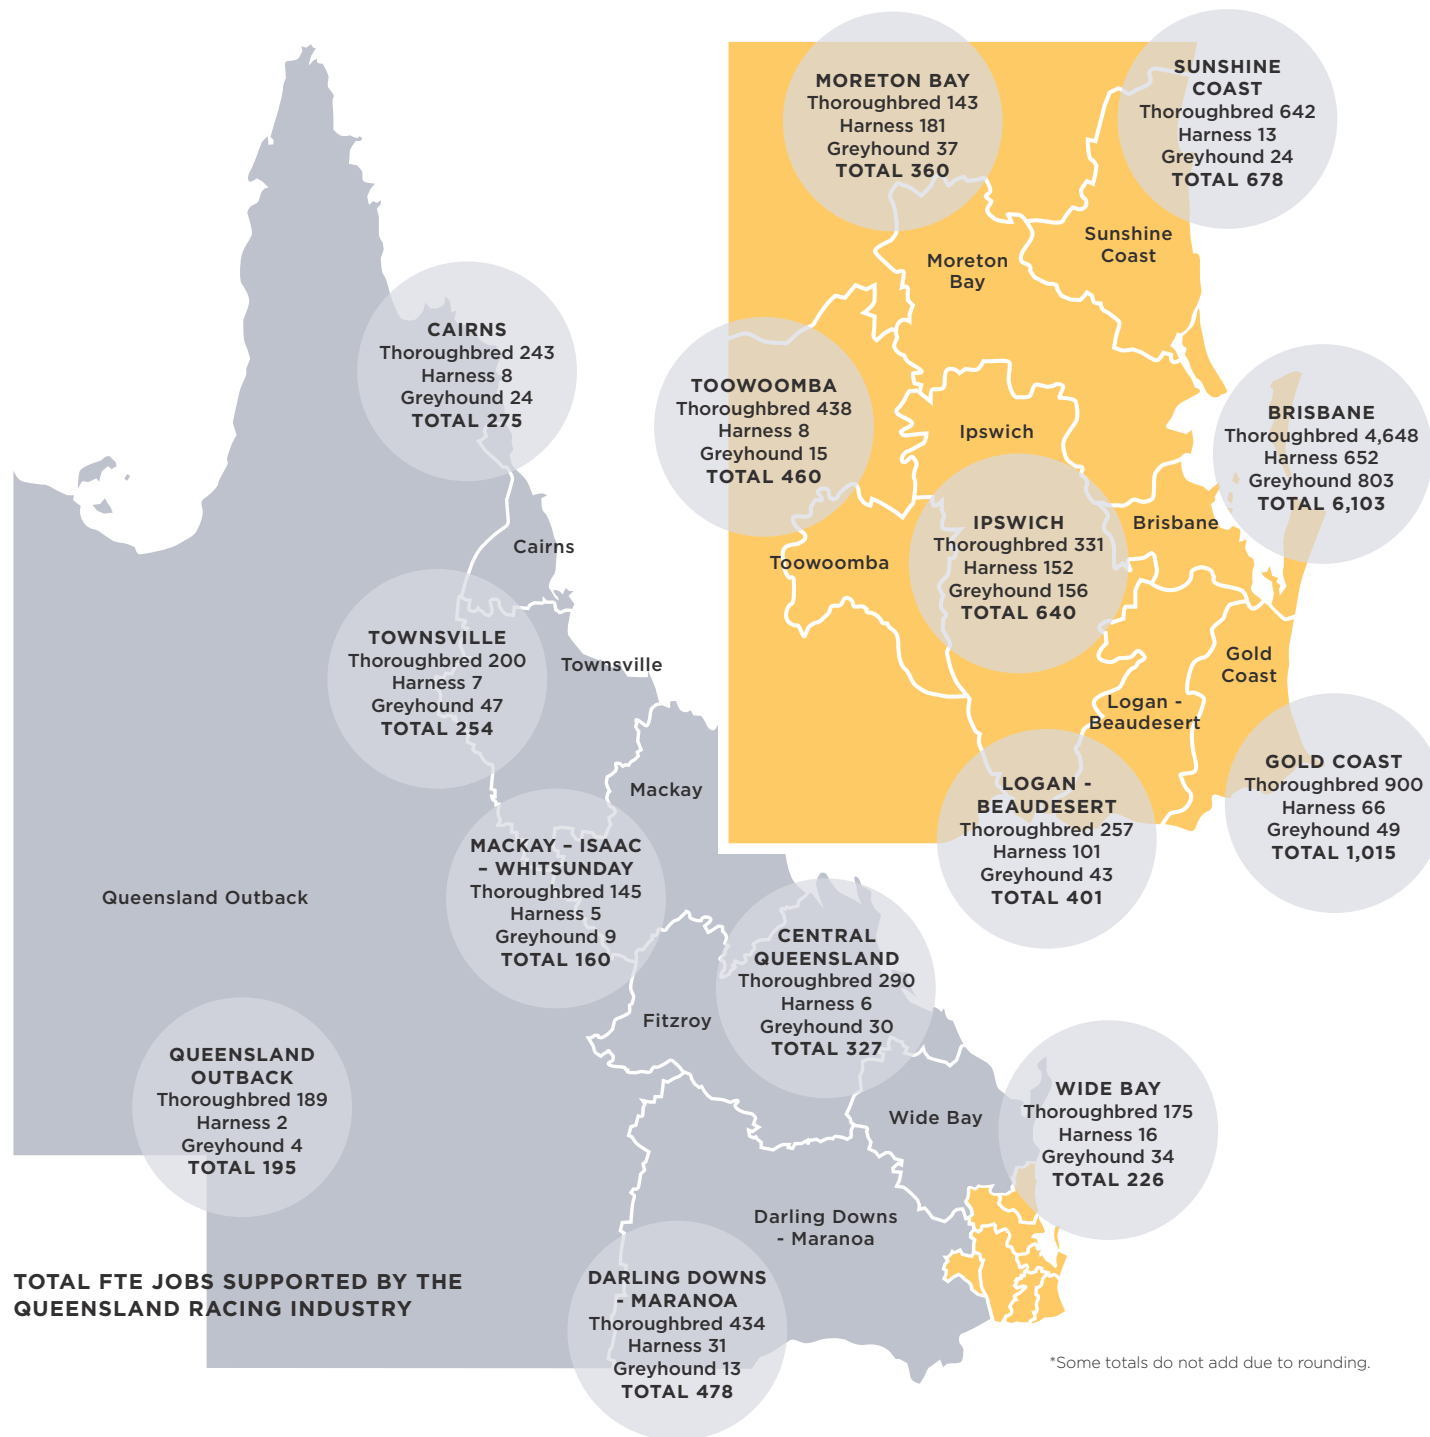 MORETON BAY
Thoroughbred 143
Harness 181
Greyhound 37
TOTAL 360
SUNSHINE
COAST
Thoroughbred 642
Harness 13
Greyhound 24
TOTAL 678
Sunshine
Coast
Moreton
Bay
CAIRNS
Thoroughbred 243
Harness 8
Greyhound 24
TOTAL 275
TOOWOOMBA
Thoroughbred 438
Harness 8
Greyhound 15
TOTAL 460
Ipswich
BRISBANE
Thoroughbred 4,648
Harness 652
Greyhound 803
TOTAL 6,103
IPSWICH
Thoroughbred 331
Harness 152
Greyhound 156
TOTAL 640
Brisbane
Cairns
Toowoomba
TOWNSVILLE
Thoroughbred 200
Harness 7
Greyhound 47
TOTAL 254
Townsville
Gold
Coast
Logan -
Beaudesert
Mackay
LOGAN -
BEAUDESERT
Thoroughbred 257
Harness 101
Greyhound 43
TOTAL 401
GOLD COAST
Thoroughbred 900
Harness 66
Greyhound 49
TOTAL 1,015
MACKAY – ISAAC
– WHITSUNDAY
Thoroughbred 145
Harness 5
Greyhound 9
TOTAL 160
Queensland Outback
CENTRAL
QUEENSLAND
Thoroughbred 290
Harness 6
Greyhound 30
TOTAL 327
Fitzroy
QUEENSLAND
OUTBACK
Thoroughbred 189
Harness 2
Greyhound 4
TOTAL 195
Wide Bay
WIDE BAY
Thoroughbred 175
Harness 16
Greyhound 34
TOTAL 226
Darling Downs
- Maranoa
DARLING DOWNS
- MARANOA
Thoroughbred 434
Harness 31
Greyhound 13
TOTAL 478
TOTAL FTE JOBS SUPPORTED BY THE
QUEENSLAND RACING INDUSTRY
*Some totals do not add due to rounding.